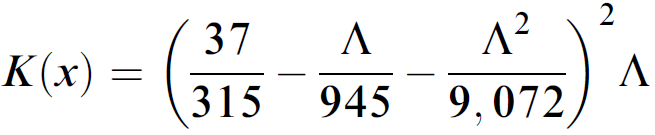 K(x) = (37/315 − Λ/945 − Λ²/9,072)² Λ